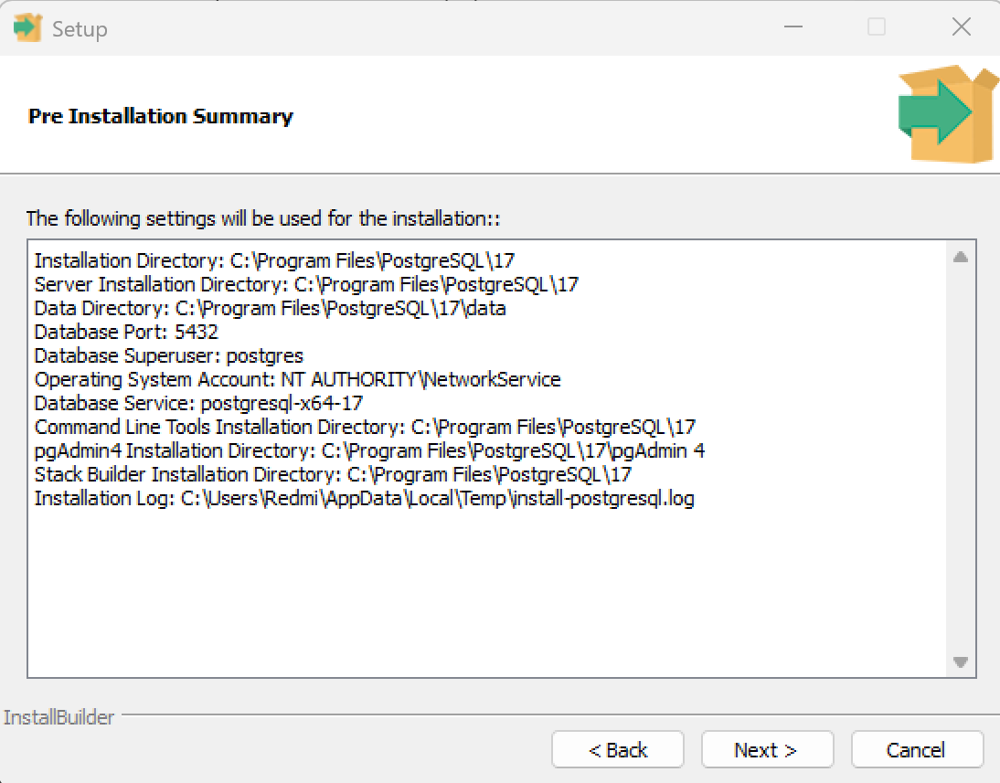 Setup
Pre Installation Summary
The following settings will be used for the installation::
Installation Directory: C:\Program Files\PostgreSQL\17
Server Installation Directory: C:\Program Files\PostgreSQL\17
Data Directory: C:\Program Files\PostgreSQL\17\data
Database Port: 5432
Database Superuser: postgres
Operating System Account: NT AUTHORITY\NetworkService
Database Service: postgresql-x64-17
Command Line Tools Installation Directory: C:\Program Files\PostgreSQL\17
pgAdmin4 Installation Directory: C:\Program Files\PostgreSQL\17\pgAdmin 4
Stack Builder Installation Directory: C:\Program Files\PostgreSQL\17
Installation Log: C:\Users\Redmi\AppData\Local\Temp\install-postgresql.log
InstallBuilder
< Back Next > Cancel